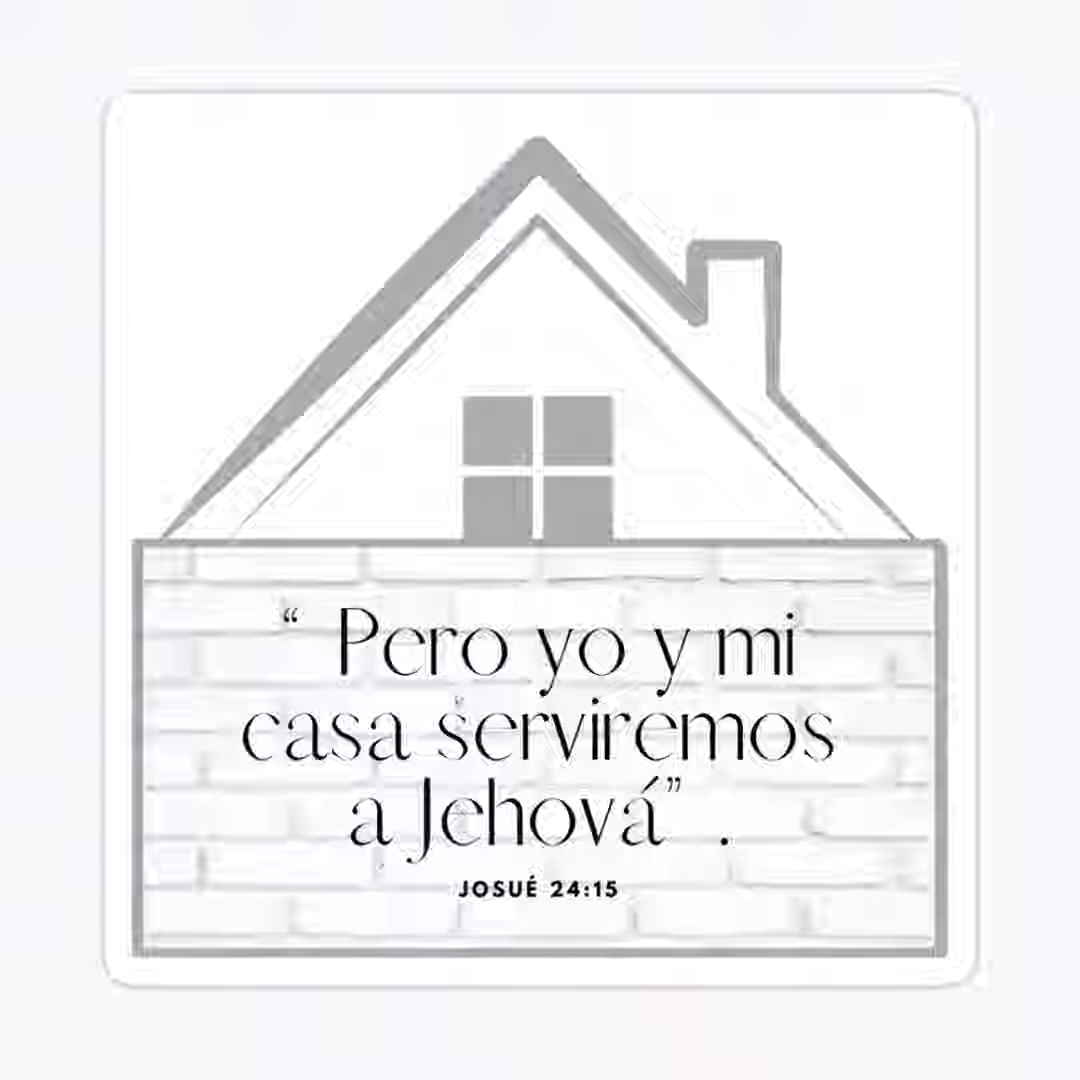 “ Pero yo y mi
casa serviremos
a Jehová” .
JOSUÉ 24:15